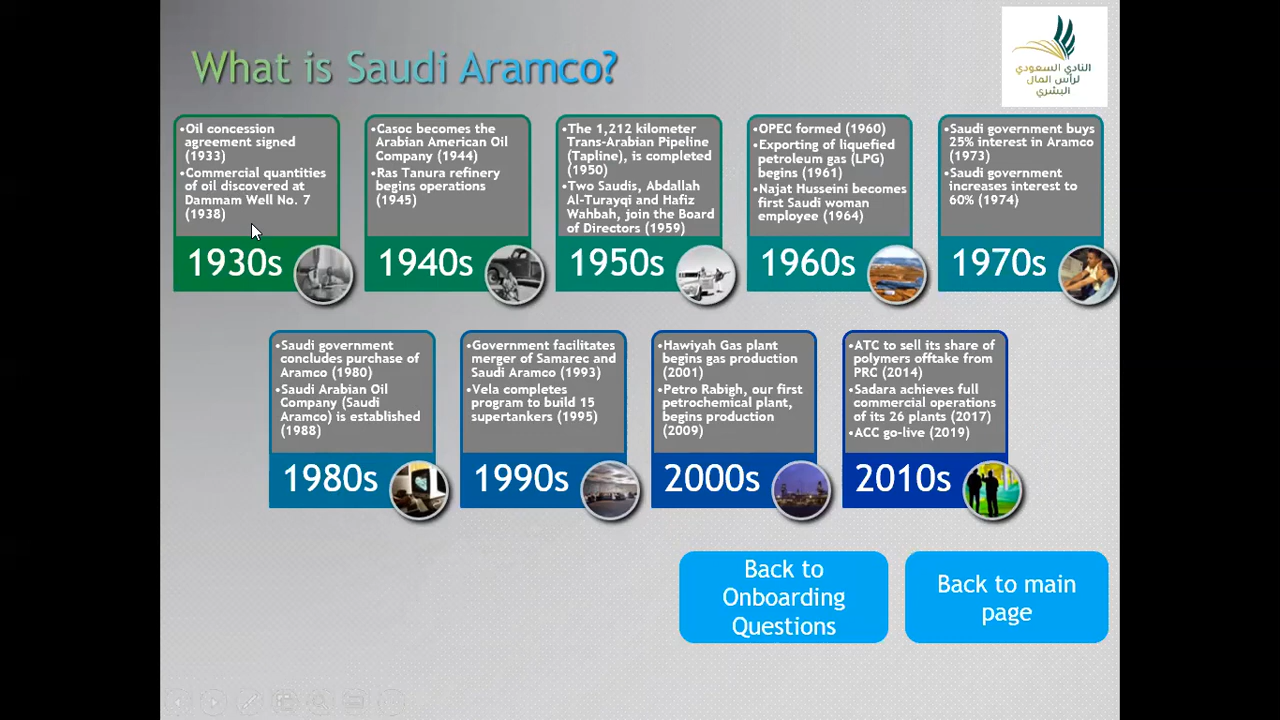 What is Saudi Aramco?
النادي السعودي
لرأس المال
البشري
•Oil concession
agreement signed
(1933)
•Commercial quantities
of oil discovered at
Dammam Well No. 7
(1938)
1930s
•Casoc becomes the
Arabian American Oil
Company (1944)
•Ras Tanura refinery
begins operations
(1945)
1940s
•The 1,212 kilometer
Trans-Arabian Pipeline
(Tapline), is completed
(1950)
•Two Saudis, Abdallah
Al-Turayqi and Hafiz
Wahbah, join the Board
of Directors (1959)
1950s
•OPEC formed (1960)
•Exporting of liquefied
petroleum gas (LPG)
begins (1961)
•Najat Husseini becomes
first Saudi woman
employee (1964)
1960s
•Saudi government buys
25% interest in Aramco
(1973)
•Saudi government
increases interest to
60% (1974)
1970s
•Saudi government
concludes purchase of
Aramco (1980)
•Saudi Arabian Oil
Company (Saudi
Aramco) is established
(1988)
1980s
•Government facilitates
merger of Samarec and
Saudi Aramco (1993)
•Vela completes
program to build 15
supertankers (1995)
1990s
•Hawiyah Gas plant
begins gas production
(2001)
•Petro Rabigh, our first
petrochemical plant,
begins production
(2009)
2000s
•ATC to sell its share of
polymers offtake from
PRC (2014)
•Sadara achieves full
commercial operations
of its 26 plants (2017)
•ACC go-live (2019)
2010s
Back to
Onboarding
Questions
Back to main
page